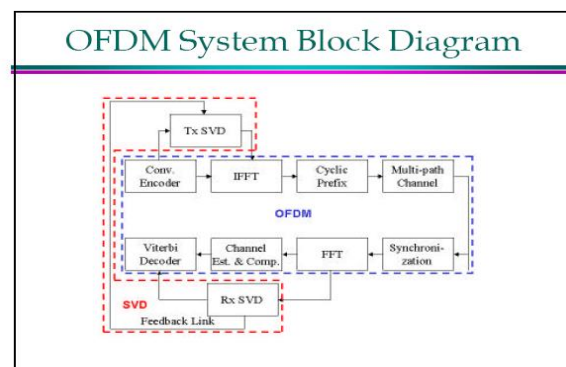 OFDM System Block Diagram
Tx SVD
Conv.
Encoder
IFFT
Cyclic
Prefix
Multi-path
Channel
OFDM
Viterbi
Decoder
Channel
Est. & Comp.
FFT
Synchroni-
zation
SVD
Rx SVD
Feedback Link